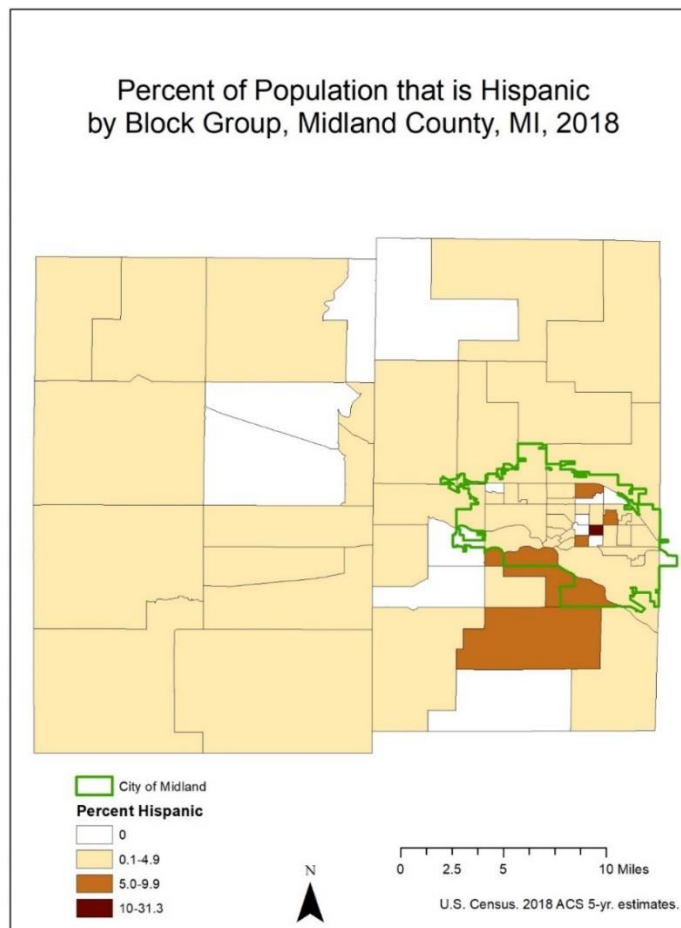 Percent of Population that is Hispanic
by Block Group, Midland County, MI, 2018
City of Midland
Percent Hispanic
0
0.1-4.9
5.0-9.9
10-31.3
N
0 2.5 5 10 Miles
U.S. Census. 2018 ACS 5-yr. estimates.